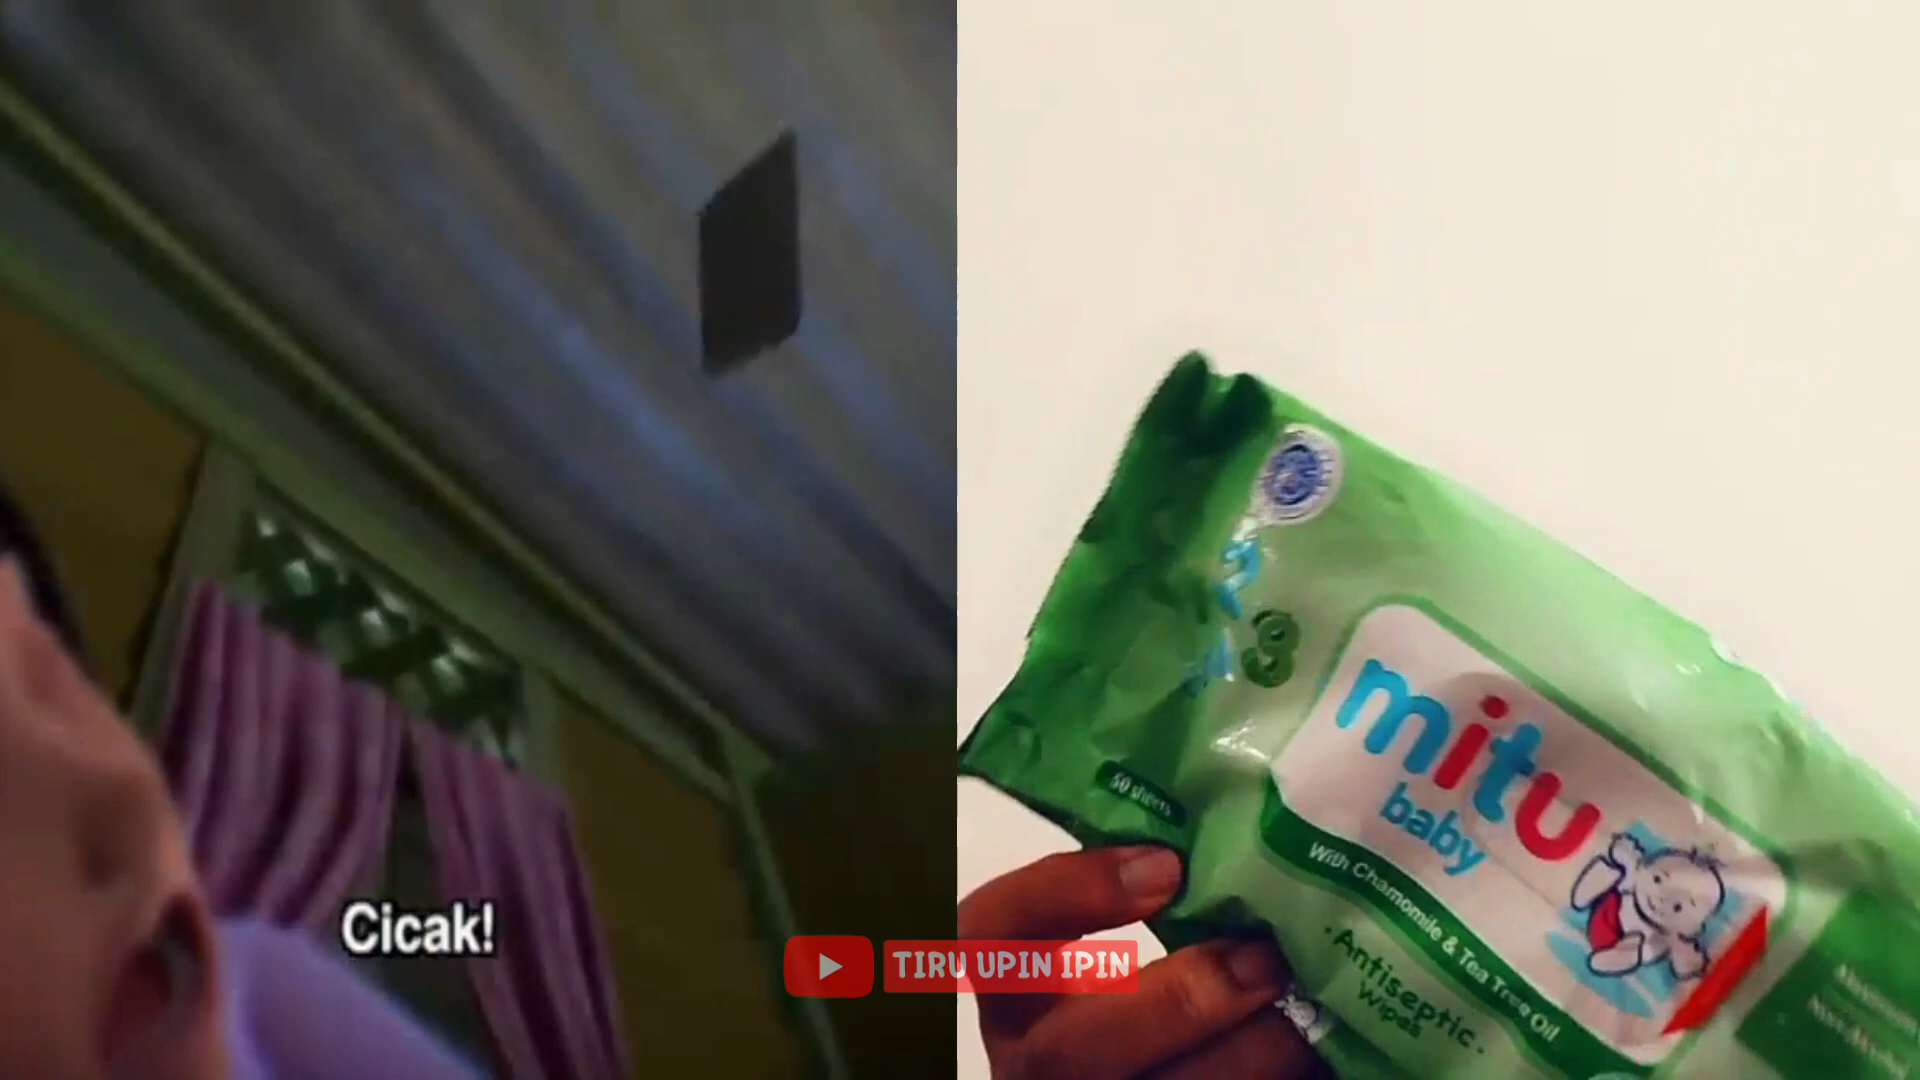 Cicak!
TIRU UPIN IPIN
50 sheets
mitu
baby
With Chamomile & Tea Tree Oil
Antiseptic
Wipes